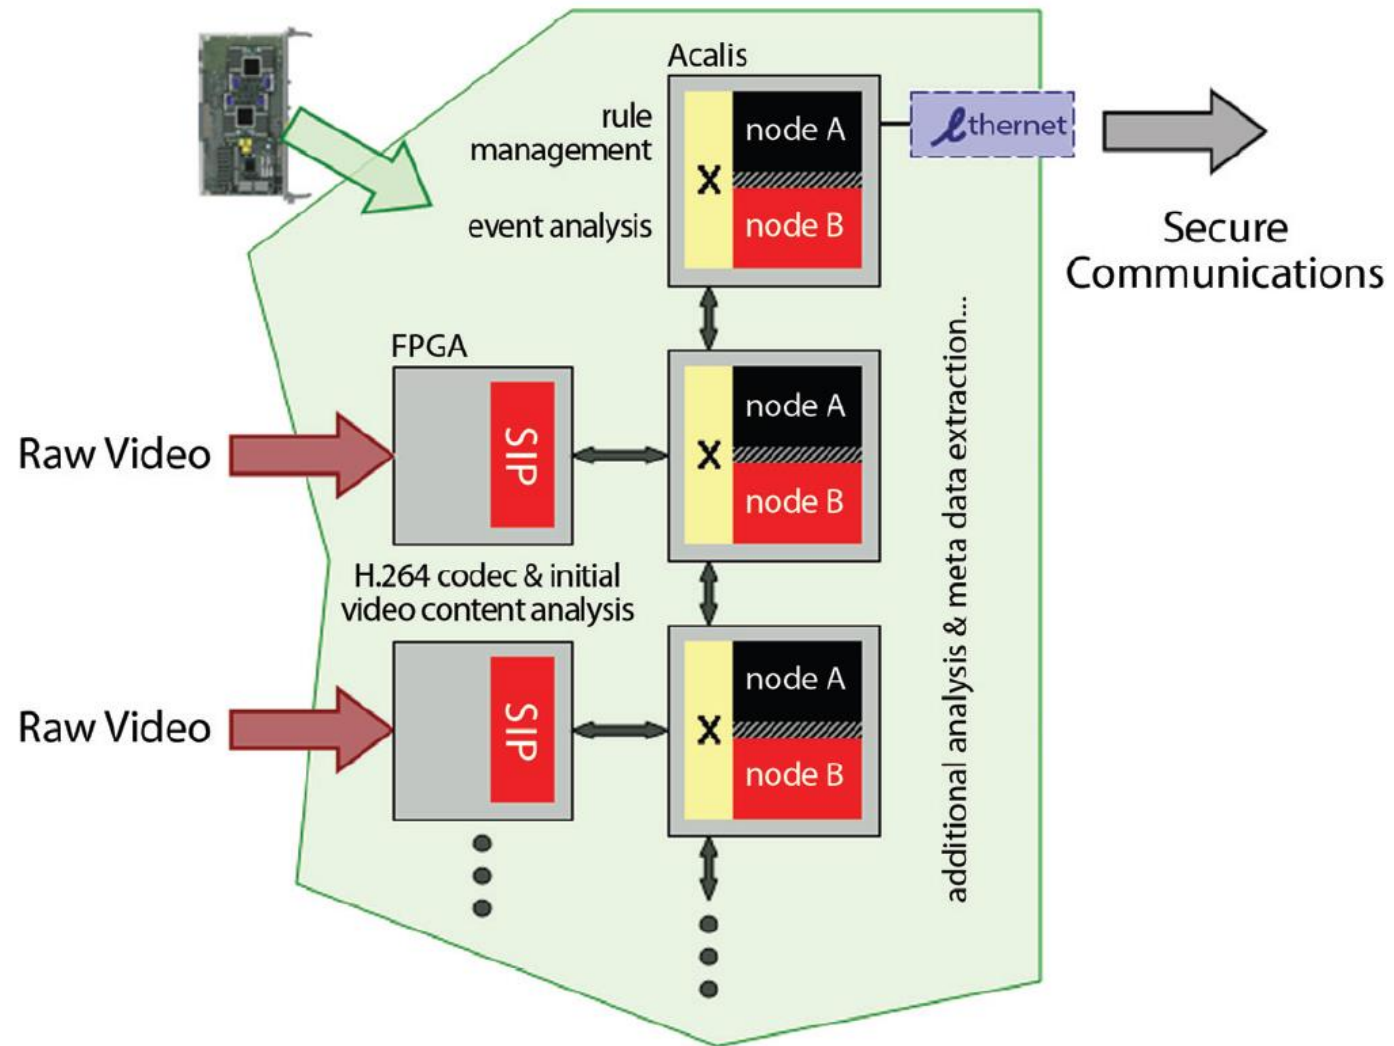 Acalis
rule
management
event analysis
X
node A
node B
ethernet
Secure
Communications
FPGA
Raw Video
SIP
X
node A
node B
H.264 codec & initial
video content analysis
Raw Video
SIP
X
node A
node B
additional analysis & meta data extraction...